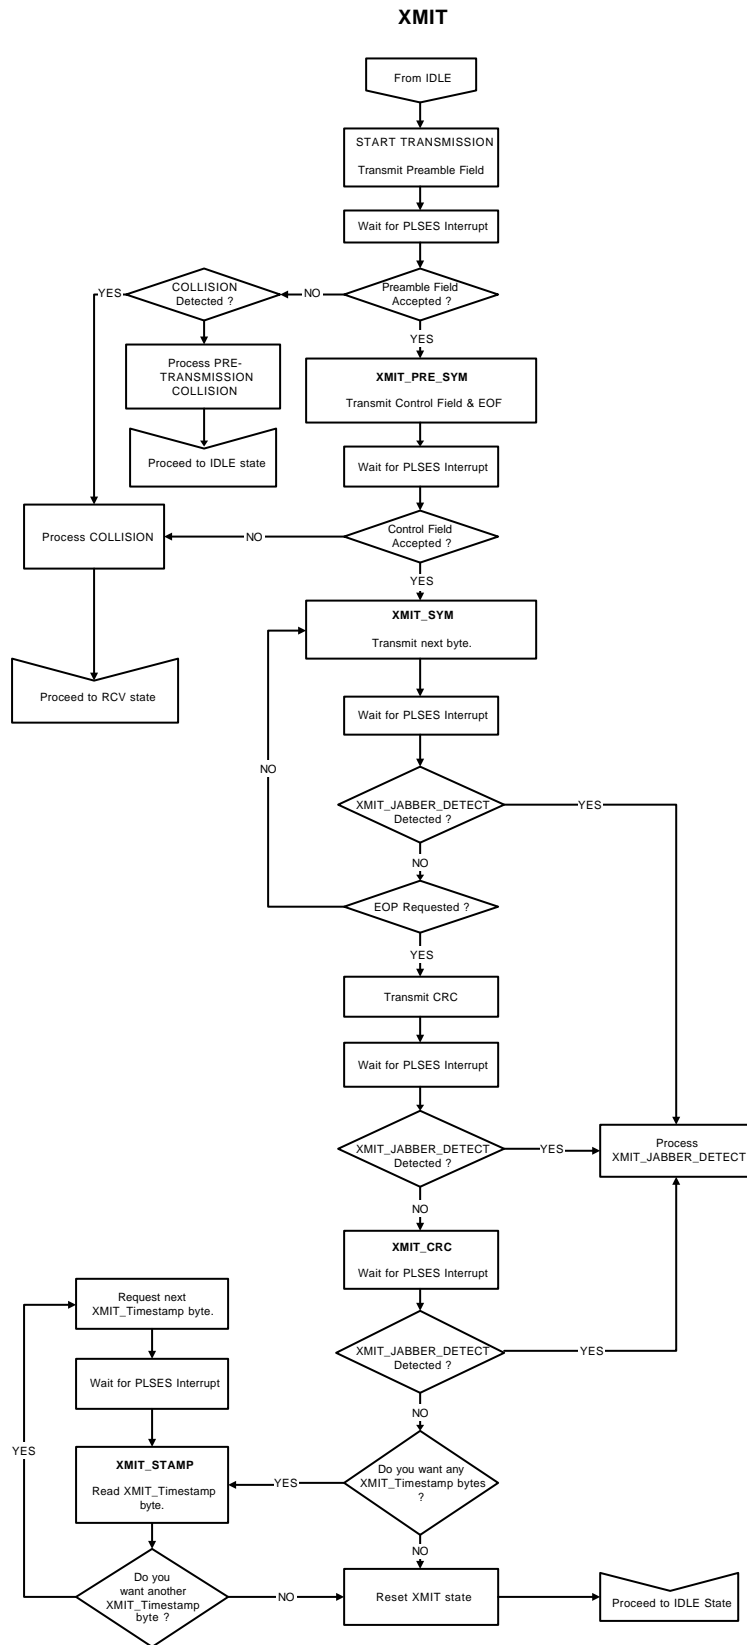 XMIT
From IDLE
START TRANSMISSION
Transmit Preamble Field
Wait for PLSES Interrupt
Preamble Field
Accepted ?
NO
COLLISION
Detected ?
YES
YES
Process PRE-
TRANSMISSION
COLLISION
Proceed to IDLE state
XMIT_PRE_SYM
Transmit Control Field & EOF
Wait for PLSES Interrupt
Control Field
Accepted ?
NO
Process COLLISION
Proceed to RCV state
YES
XMIT_SYM
Transmit next byte.
Wait for PLSES Interrupt
NO
XMIT_JABBER_DETECT
Detected ?
YES
NO
EOP Requested ?
YES
Transmit CRC
Wait for PLSES Interrupt
XMIT_JABBER_DETECT
Detected ?
YES
Process
XMIT_JABBER_DETECT
NO
XMIT_CRC
Wait for PLSES Interrupt
XMIT_JABBER_DETECT
Detected ?
YES
NO
Do you want any
XMIT_Timestamp bytes
?
YES
Request next
XMIT_Timestamp byte.
Wait for PLSES Interrupt
YES
XMIT_STAMP
Read XMIT_Timestamp
byte.
Do you
want another
XMIT_Timestamp
byte ?
NO
NO
Reset XMIT state
Proceed to IDLE State